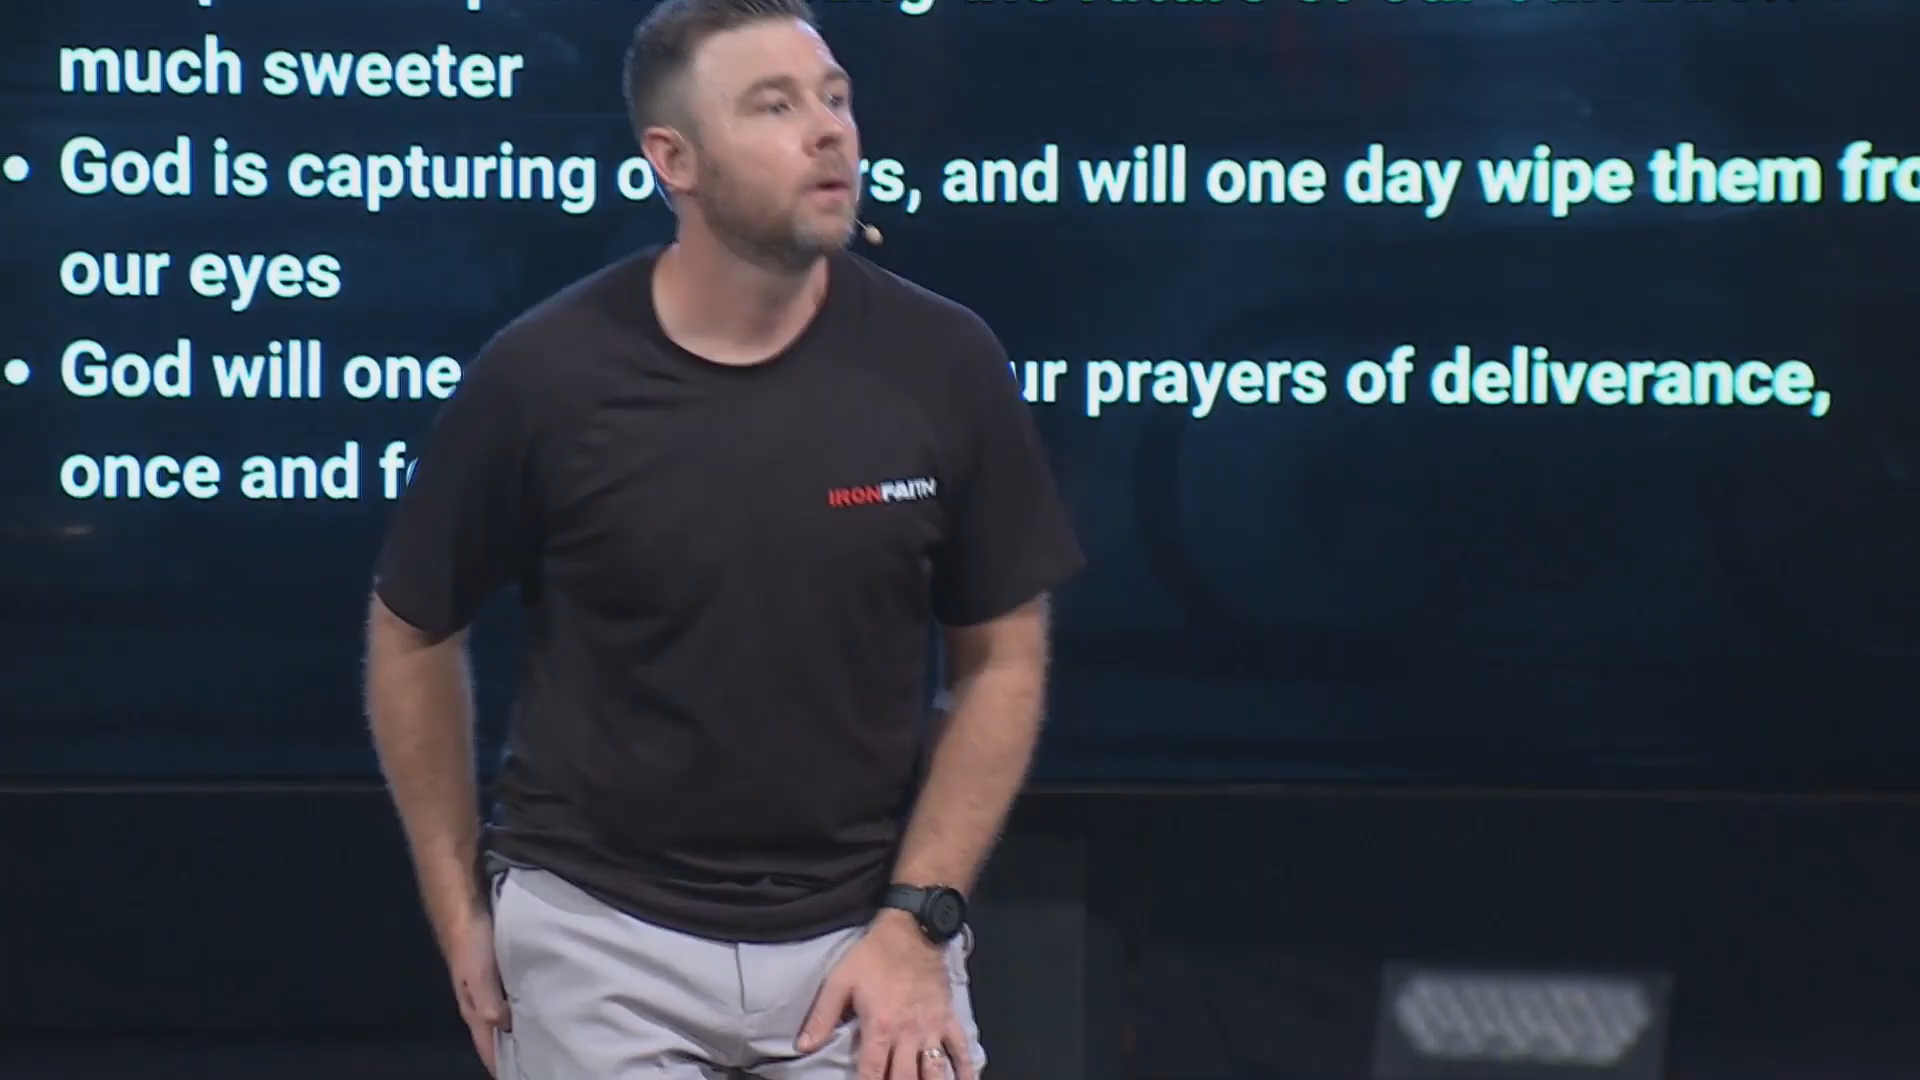 much sweeter
• God is capturing o rs, and will one day wipe them fro
our eyes
• God will one ur prayers of deliverance,
once and fo
IRONFAITH